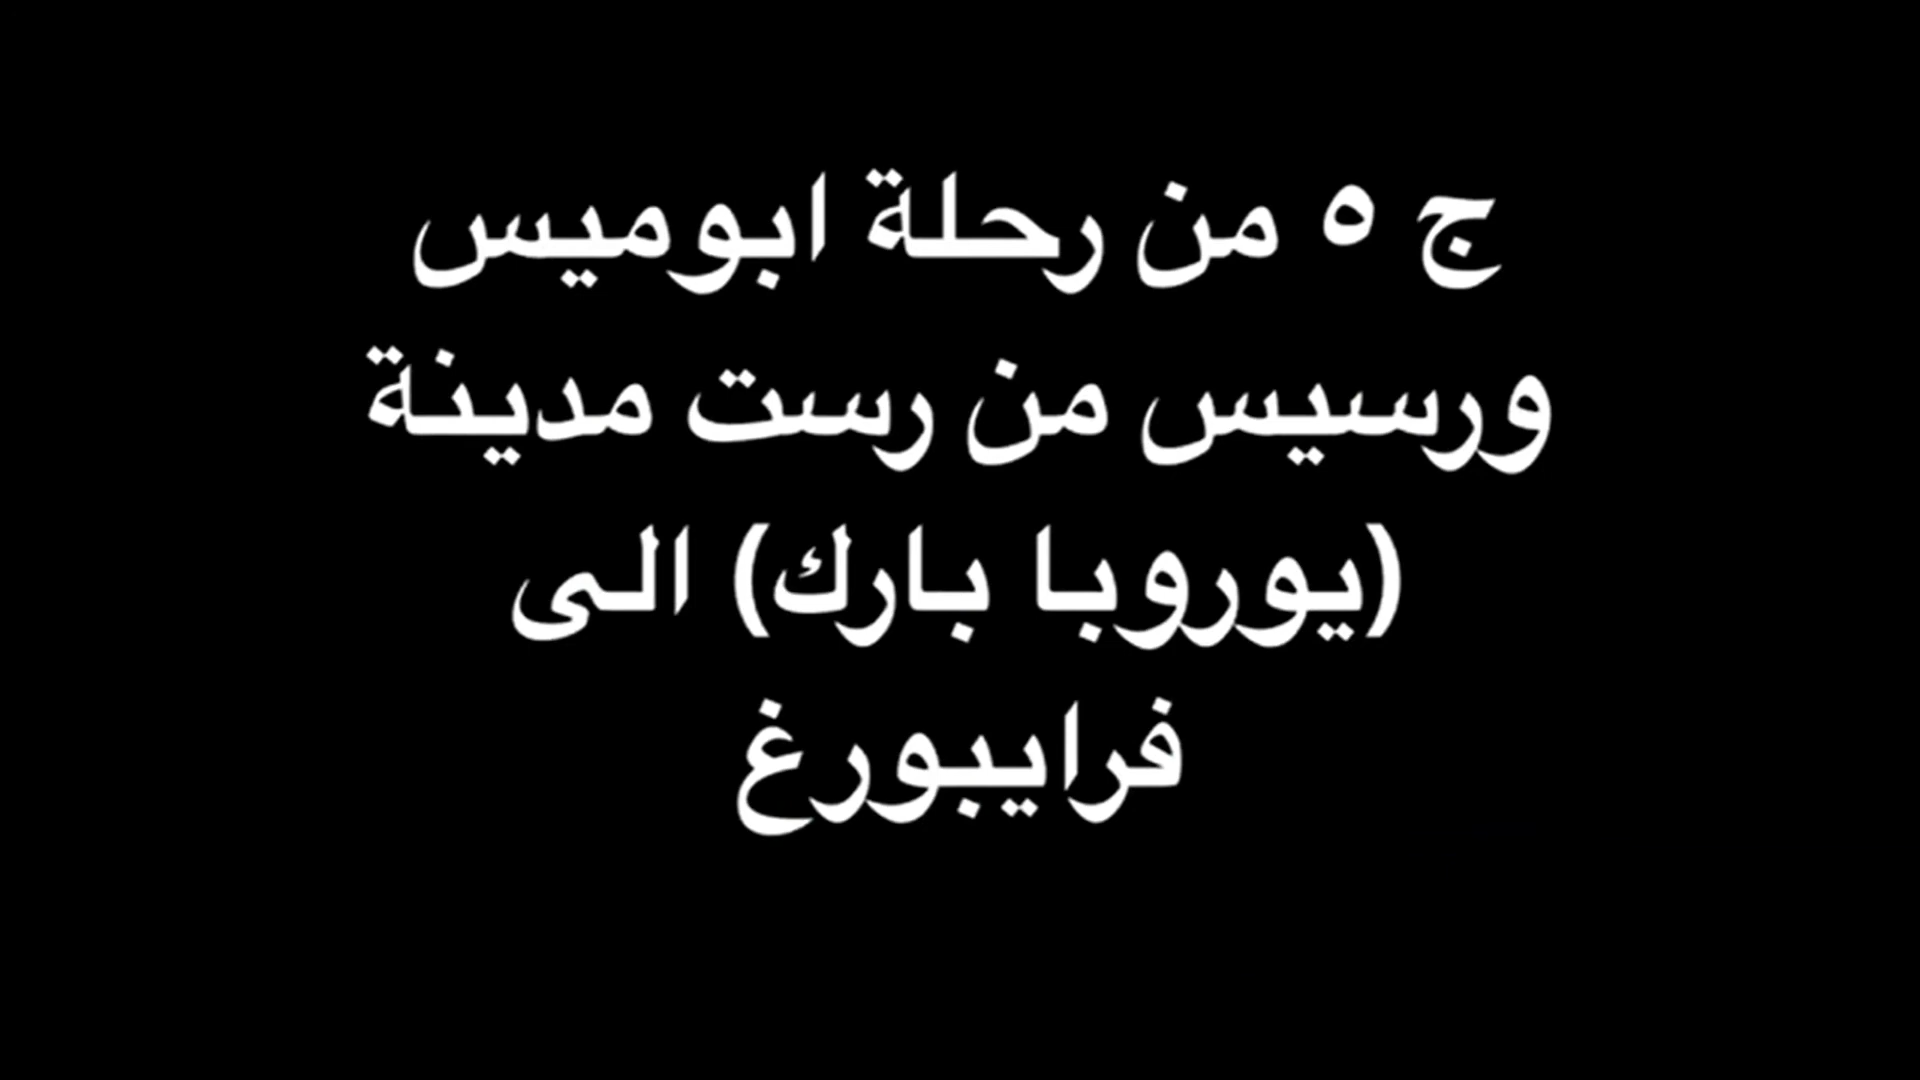 ج ٥ من رحلة ابوميس
ورسيس من رست مدينة
(يوروبا بارك) الى
فرايبورغ